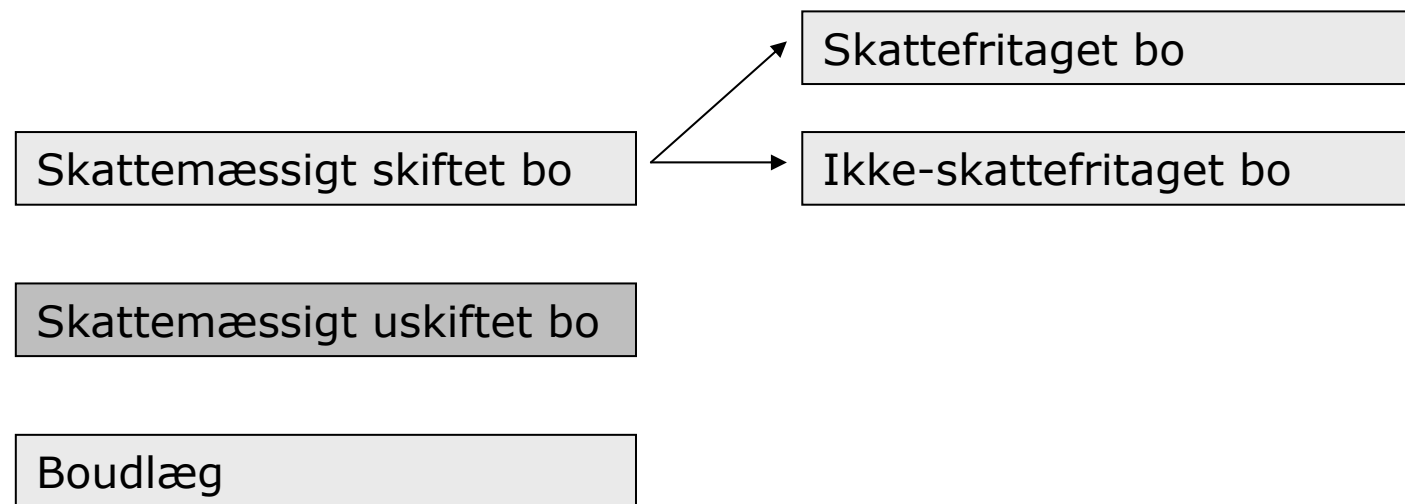 Skattefritaget bo
Skattemæssigt skiftet bo
Ikke-skattefritaget bo
Skattemæssigt uskiftet bo
Boudlæg